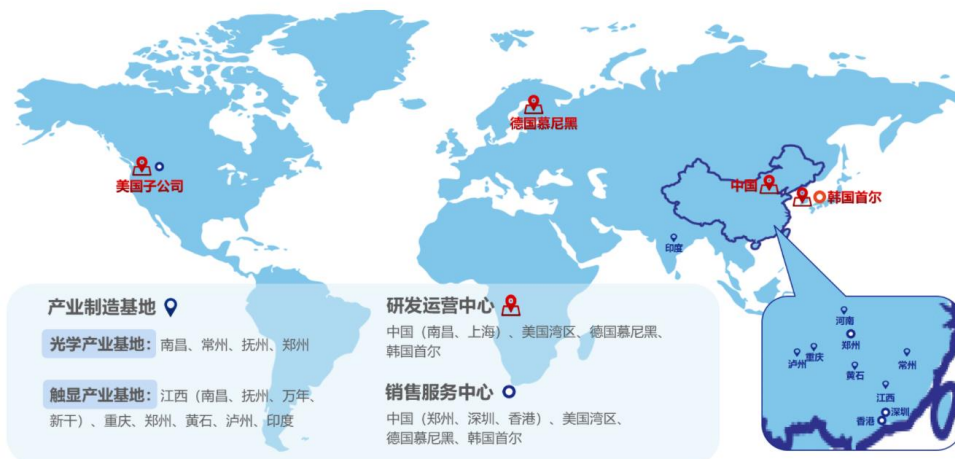 德国慕尼黑
美国子公司
中国
韩国首尔
印度
产业制造基地
光学产业基地：南昌、常州、抚州、郑州
触显产业基地：江西（南昌、抚州、万年、
新干）、重庆、郑州、黄石、泸州、印度
研发运营中心
中国（南昌、上海）、美国湾区、德国慕尼黑、
韩国首尔
销售服务中心
中国（郑州、深圳、香港）、美国湾区、
德国慕尼黑、韩国首尔
河南
郑州
泸州
重庆
常州
黄石
江西
深圳
香港